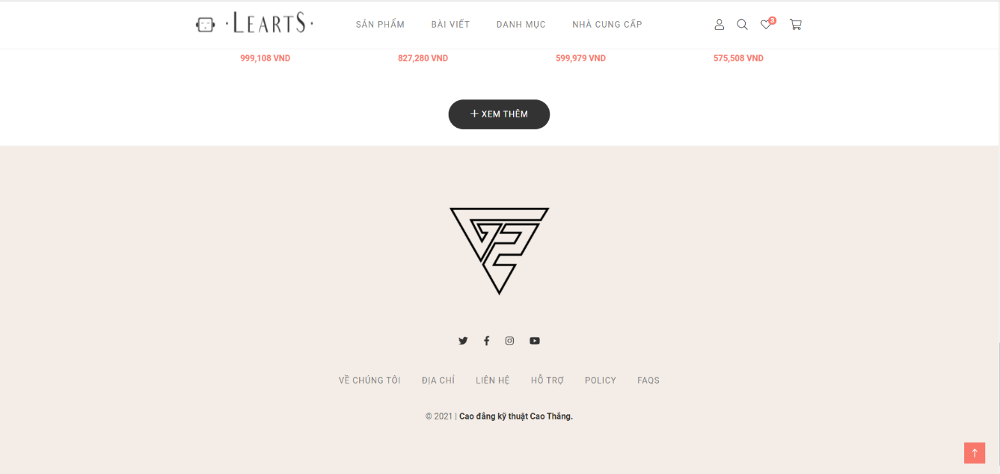 ·LEARTS· SẢN PHẨM BÀI VIẾT DANH MỤC NHÀ CUNG CẤP 3
999,108 VND 827,280 VND 599,979 VND 575,508 VND
+ XEM THÊM
VỀ CHÚNG TÔI ĐỊA CHỈ LIÊN HỆ HỖ TRỢ POLICY FAQS
© 2021 | Cao đẳng kỹ thuật Cao Thắng.